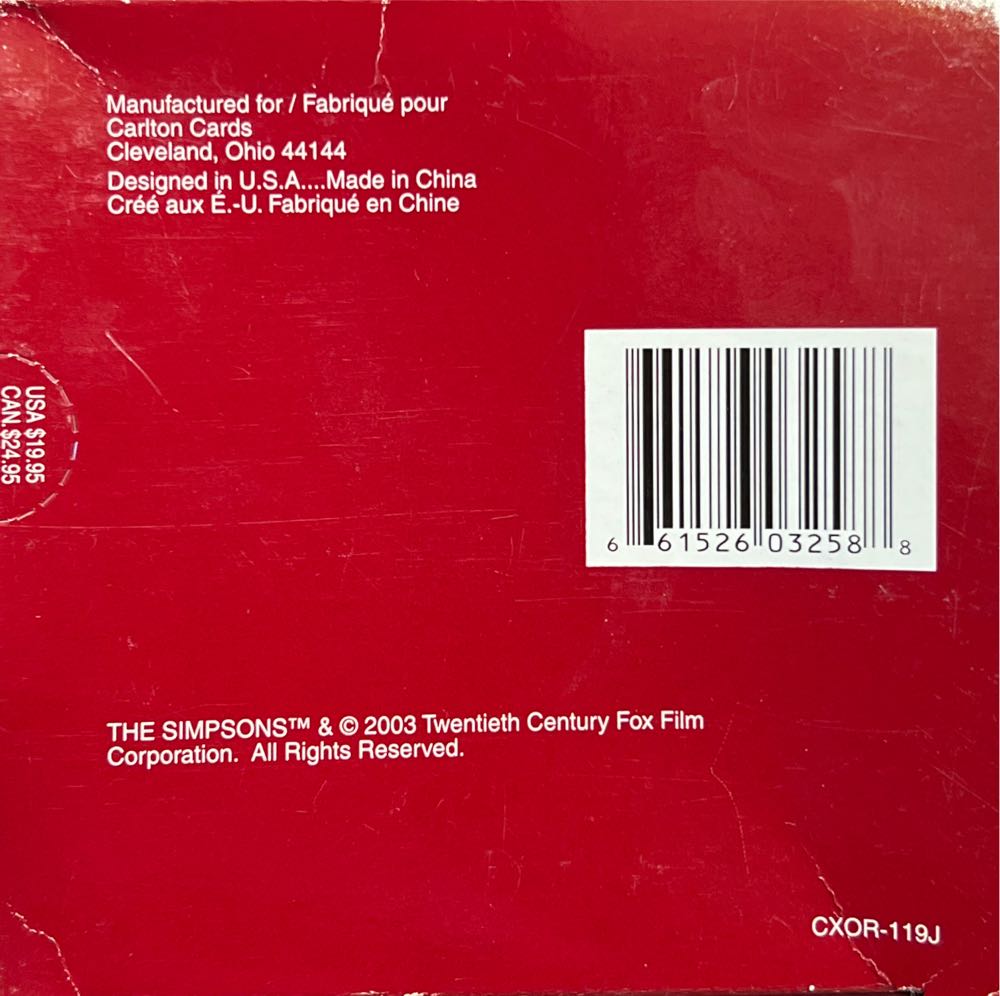 Manufactured for / Fabriqué pour
Carlton Cards
Cleveland, Ohio 44144
Designed in U.S.A....Made in China
Créé aux É.-U. Fabriqué en Chine
USA $19.95
CAN $24.95
6 61526 03258 8
THE SIMPSONS™ & © 2003 Twentieth Century Fox Film
Corporation. All Rights Reserved.
CXOR-119J